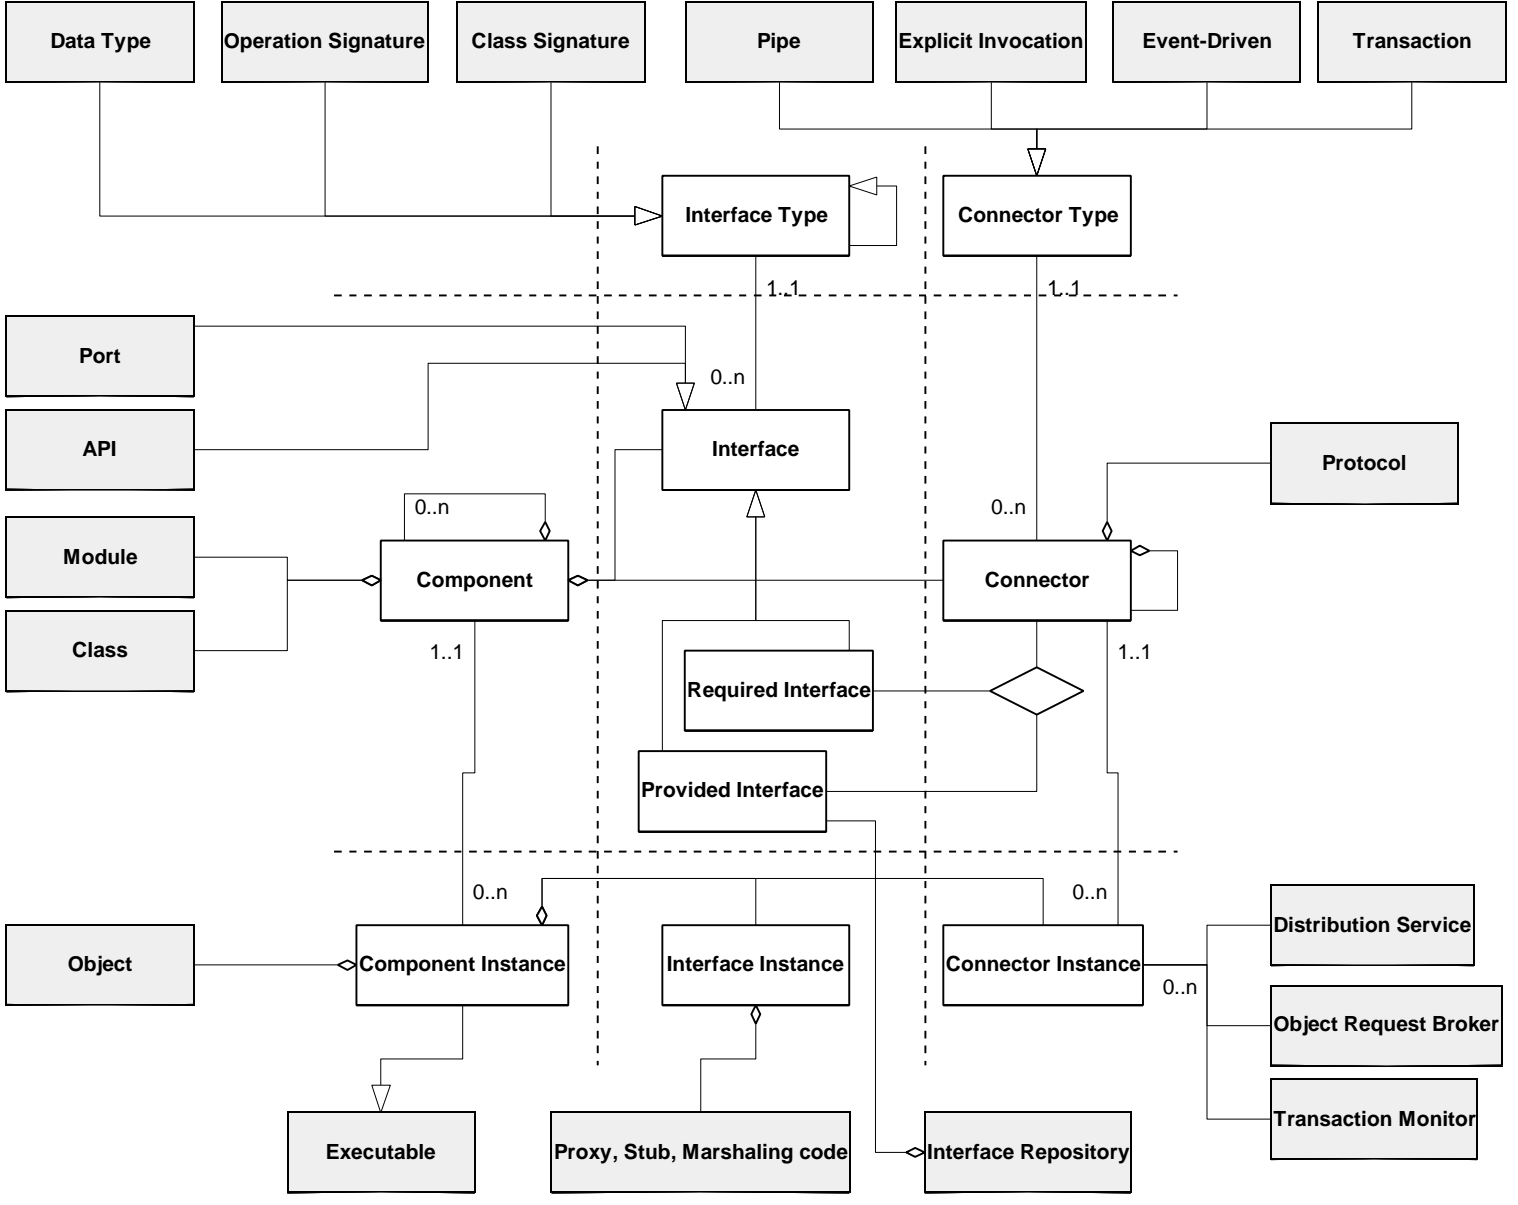 Data Type
Operation Signature
Class Signature
Pipe
Explicit Invocation
Event-Driven
Transaction
Interface Type
Connector Type
1..1
1..1
Port
0..n
API
Interface
Protocol
0..n
0..n
Module
Component
Connector
Class
1..1
1..1
Required Interface
Provided Interface
0..n
0..n
Distribution Service
Object
Component Instance
Interface Instance
Connector Instance
0..n
Object Request Broker
Transaction Monitor
Executable
Proxy, Stub, Marshaling code
Interface Repository